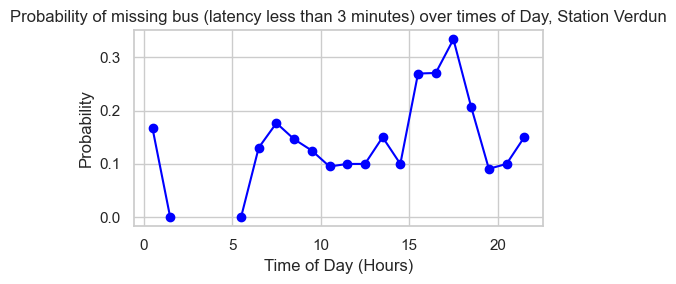 Probability of missing bus (latency less than 3 minutes) over times of Day, Station Verdun
0.3
0.2
0.1
0.0
Probability
0 5 10 15 20
Time of Day (Hours)